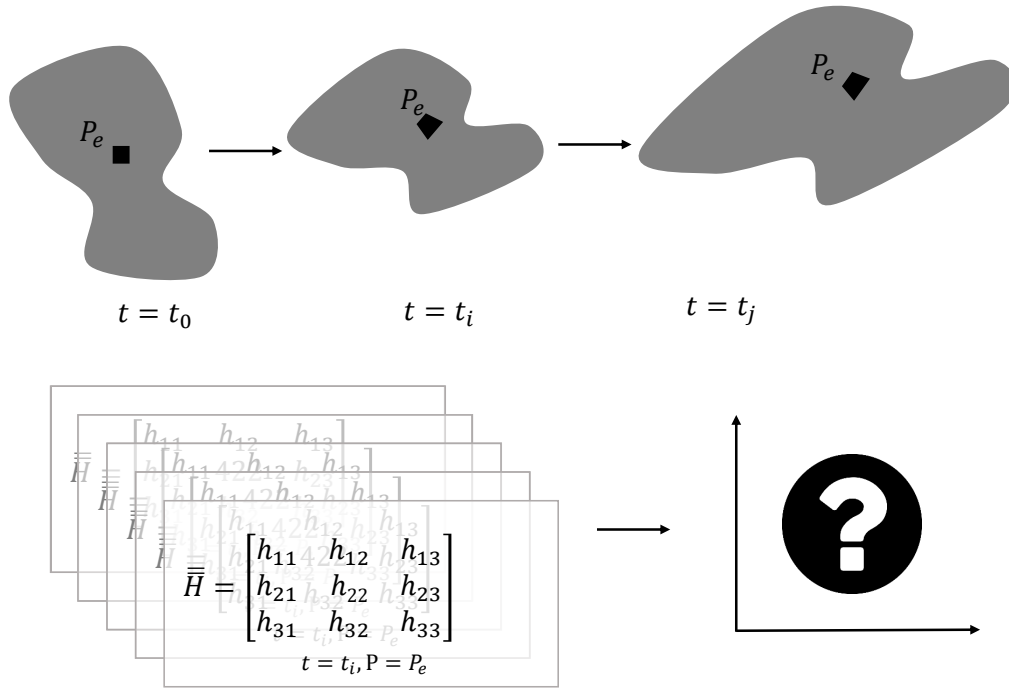 P_e
P_e
P_e
t = t_0
t = t_i
t = t_j
H̿ = [h_11 h_12 h_13
h_21 h_22 h_23
h_31 h_32 h_33]
t = t_i, P = P_e
?